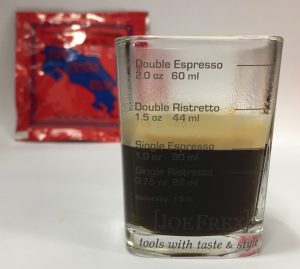 Double Espresso
2.0 oz 60 ml
Double Ristretto
1.5 oz 44 ml
Single Espresso
1.0 oz 30 ml
Single Ristretto
0.75 oz 22 ml
JOEFREX
tools with taste & style